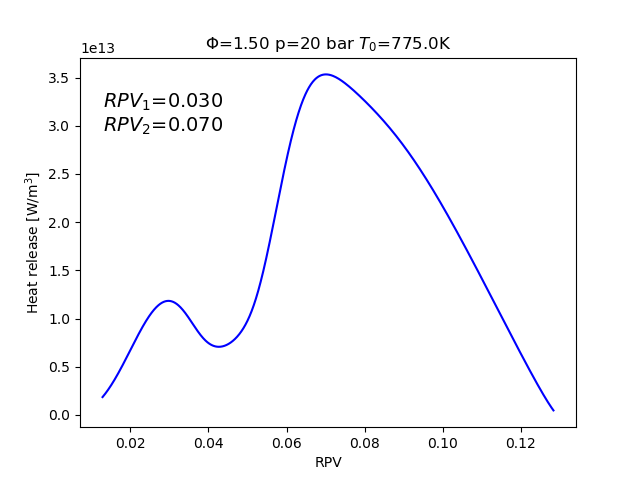 Φ=1.50 p=20 bar T₀=775.0K
1e13
RPV₁=0.030
RPV₂=0.070
Heat release [W/m³]
3.5
3.0
2.5
2.0
1.5
1.0
0.5
0.0
0.02 0.04 0.06 0.08 0.10 0.12
RPV